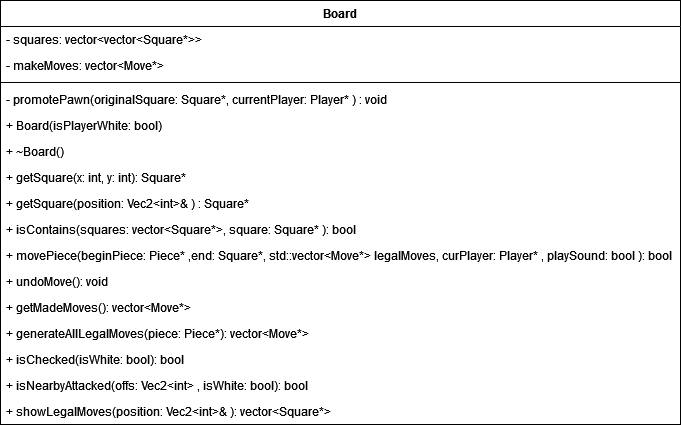 Board
- squares: vector<vector<Square*>>
- makeMoves: vector<Move*>
- promotePawn(originalSquare: Square*, currentPlayer: Player* ) : void
+ Board(isPlayerWhite: bool)
+ ~Board()
+ getSquare(x: int, y: int): Square*
+ getSquare(position: Vec2<int>& ) : Square*
+ isContains(squares: vector<Square*>, square: Square* ): bool
+ movePiece(beginPiece: Piece* ,end: Square*, std::vector<Move*> legalMoves, curPlayer: Player* , playSound: bool ): bool
+ undoMove(): void
+ getMadeMoves(): vector<Move*>
+ generateAllLegalMoves(piece: Piece*): vector<Move*>
+ isChecked(isWhite: bool): bool
+ isNearbyAttacked(offs: Vec2<int> , isWhite: bool): bool
+ showLegalMoves(position: Vec2<int>& ): vector<Square*>